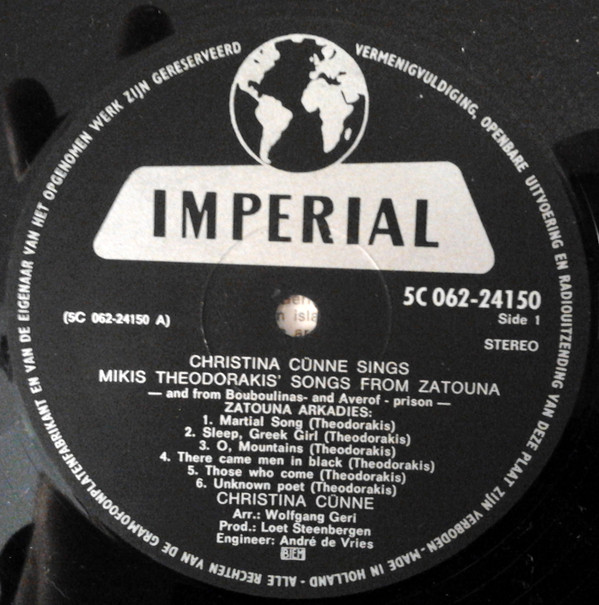 ALLE RECHTEN VAN DE GRAMOFOONPLATENFABRIKANT EN VAN DE EIGENAAR VAN HET OPGENOMEN WERK ZIJN GERESERVEERD VERMENIGVULDIGING, OPENBARE UITVOERING EN RADIOUITZENDING VAN DEZE PLAAT ZIJN VERBODEN - MADE IN HOLLAND -
IMPERIAL
5C 062-24150
(5C 062-24150 A)
Side 1
STEREO
CHRISTINA CÜNNE SINGS
MIKIS THEODORAKIS' SONGS FROM ZATOUNA
— and from Bouboulinas- and Averof - prison —
ZATOUNA ARKADIES:
1. Martial Song (Theodorakis)
2. Sleep, Greek Girl (Theodorakis)
3. O, Mountains (Theodorakis)
4. There came men in black (Theodorakis)
5. Those who come (Theodorakis)
6. Unknown poet (Theodorakis)
CHRISTINA CÜNNE
Arr.: Wolfgang Geri
Prod.: Loet Steenbergen
Engineer: André de Vries
BIEM